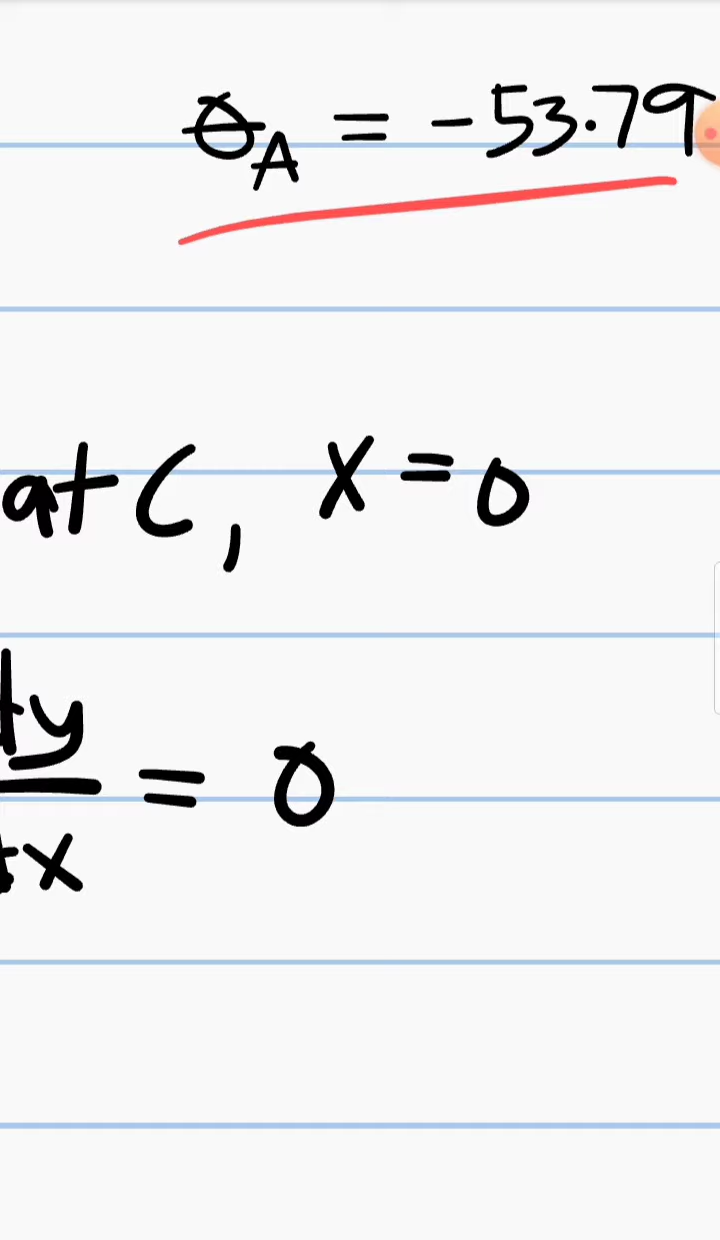 θA = -53.79
at C, x = 0
dy/dx = 0